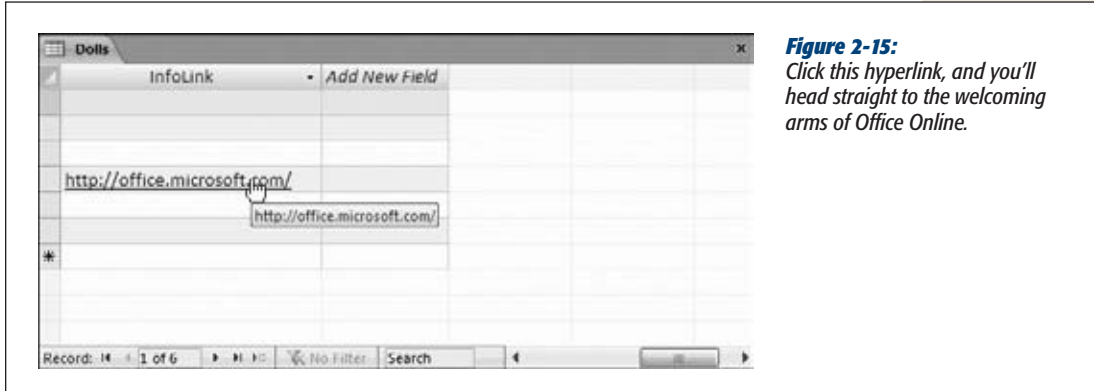 Dolls
InfoLink Add New Field
http://office.microsoft.com/
http://office.microsoft.com/
Record: 1 of 6 No Filter Search
Figure 2-15:
Click this hyperlink, and you'll
head straight to the welcoming
arms of Office Online.